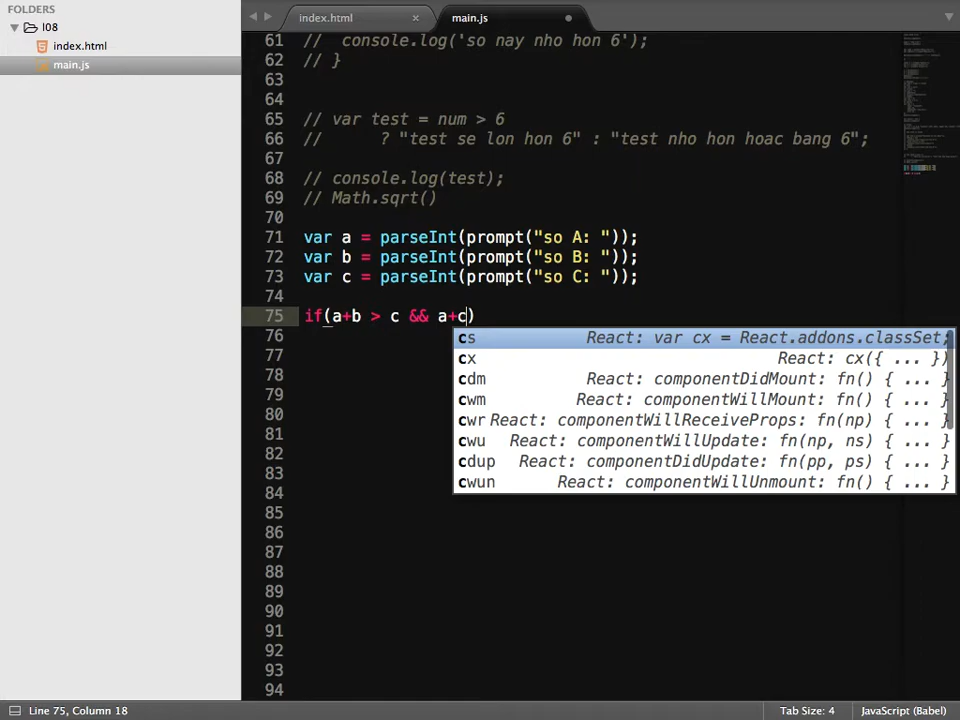 FOLDERS
l08
index.html
main.js
index.html
main.js
61 //  console.log('so nay nho hon 6');
62 // }
63
64
65 // var test = num > 6
66 //      ? "test se lon hon 6" : "test nho hon hoac bang 6";
67
68 // console.log(test);
69 // Math.sqrt()
70
71 var a = parseInt(prompt("so A: "));
72 var b = parseInt(prompt("so B: "));
73 var c = parseInt(prompt("so C: "));
74
75 if(a+b > c && a+c)
76
cs React: var cx = React.addons.classSet;
77
cx React: cx({ ... })
78
cdm React: componentDidMount: fn() { ... }
79
cwm React: componentWillMount: fn() { ... }
80
cwr React: componentWillReceiveProps: fn(np) { ... }
81
cwu React: componentWillUpdate: fn(np, ns) { ... }
82
cdup React: componentDidUpdate: fn(pp, ps) { ... }
83
cwun React: componentWillUnmount: fn() { ... }
84
85
86
87
88
89
90
91
92
93
94
Line 75, Column 18
Tab Size: 4
JavaScript (Babel)